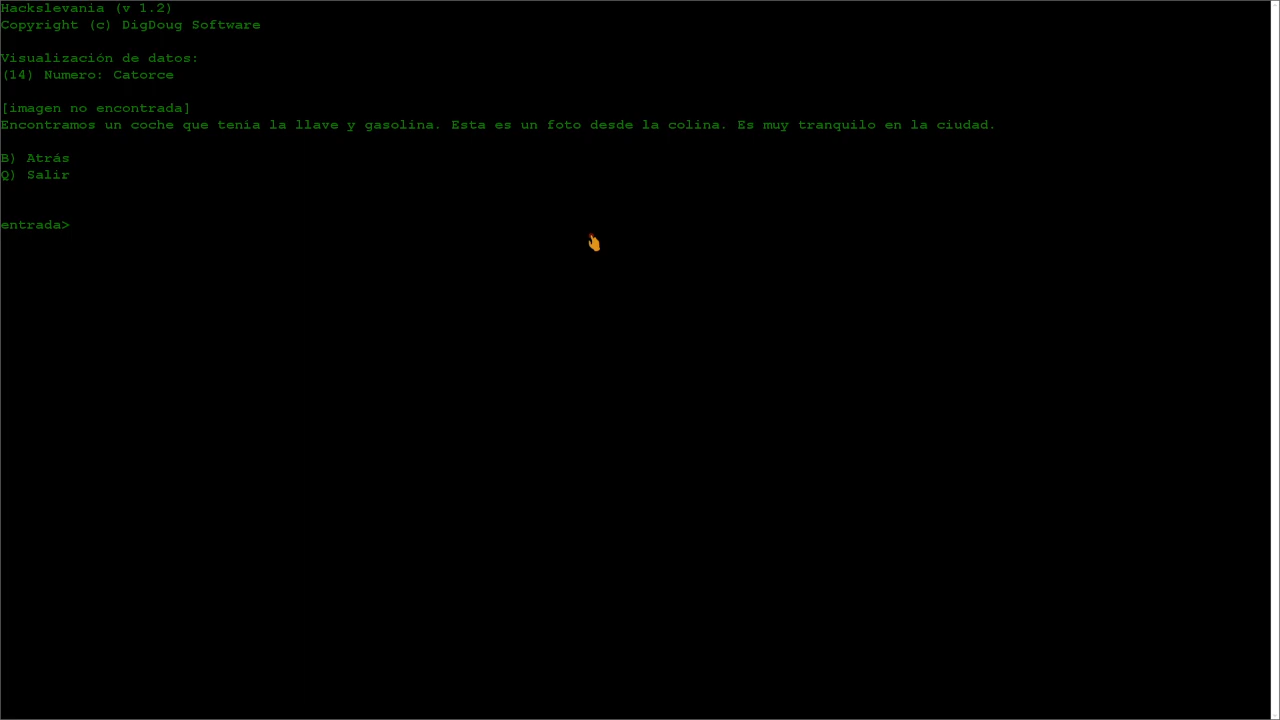 Hackslevania (v 1.2)
Copyright (c) DigDoug Software
Visualización de datos:
(14) Numero: Catorce
[imagen no encontrada]
Encontramos un coche que tenía la llave y gasolina. Esta es un foto desde la colina. Es muy tranquilo en la ciudad.
B) Atrás
Q) Salir
entrada>